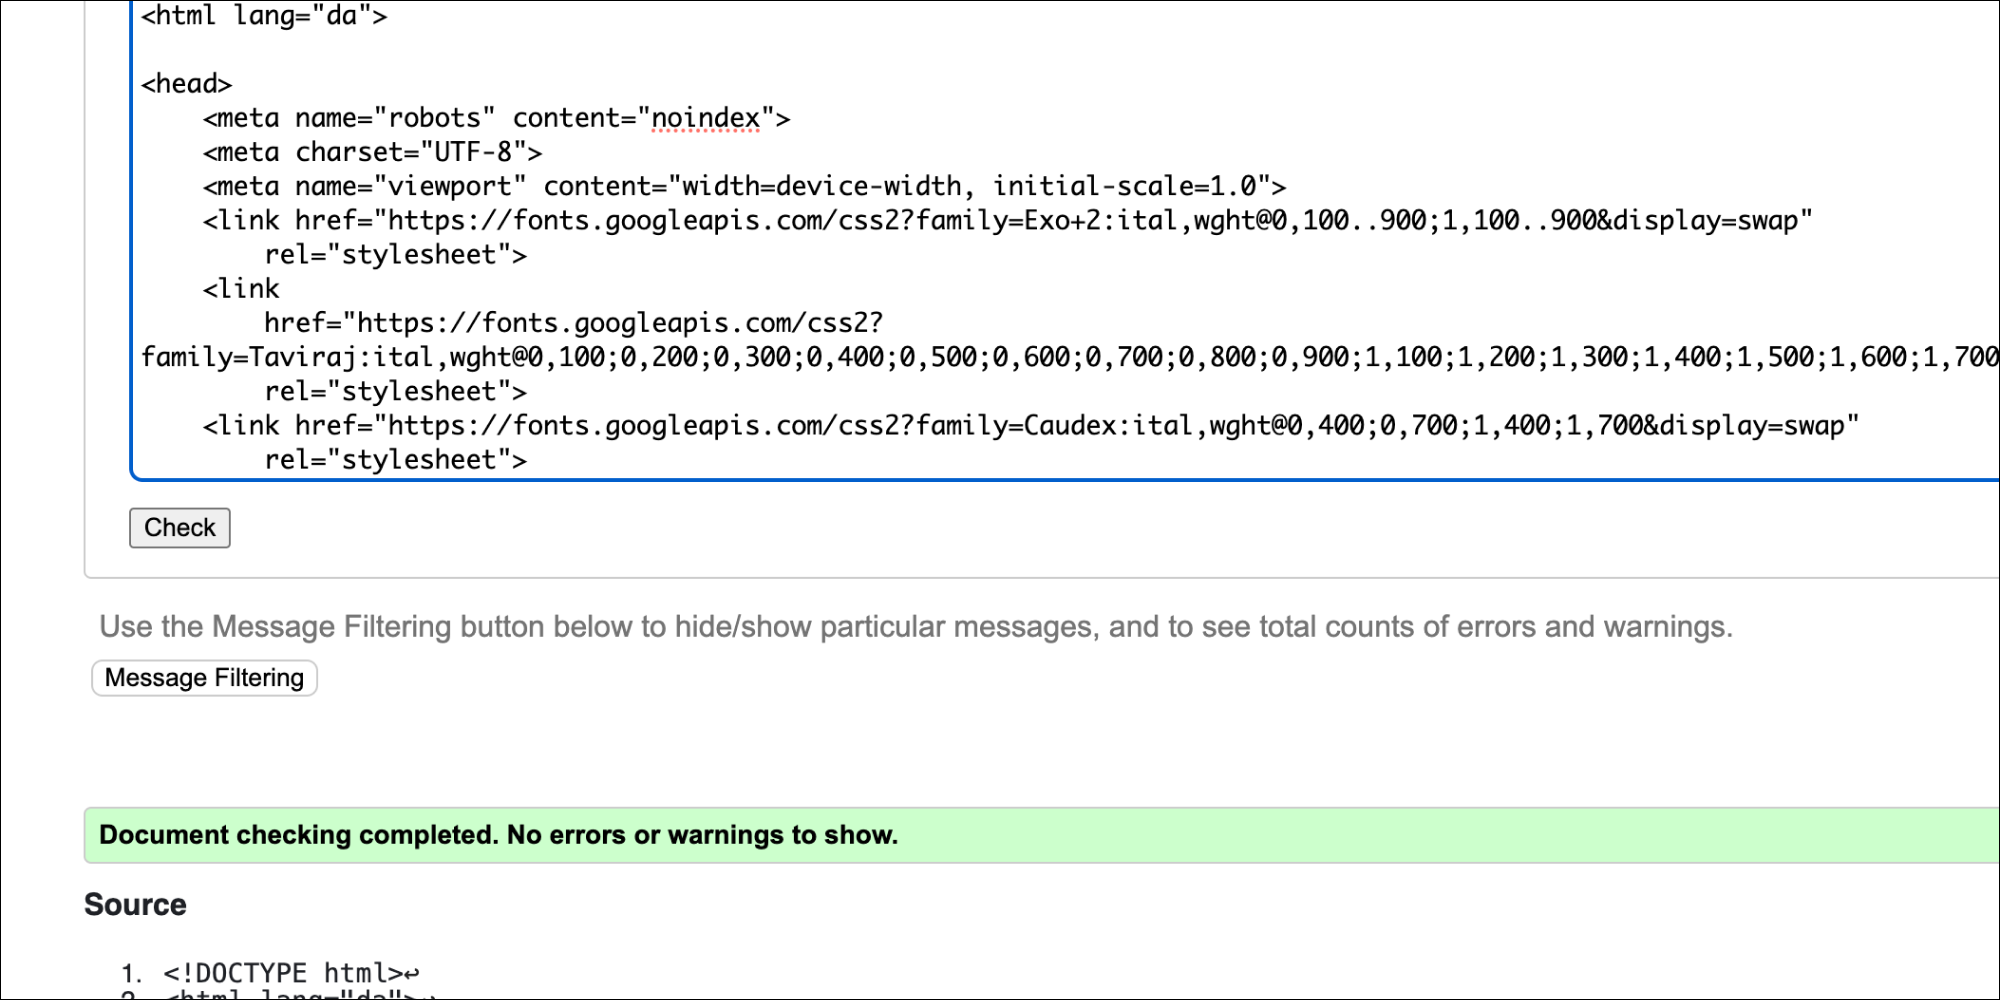 <html lang="da">
<head>
<meta name="robots" content="noindex">
<meta charset="UTF-8">
<meta name="viewport" content="width=device-width, initial-scale=1.0">
<link href="https://fonts.googleapis.com/css2?family=Exo+2:ital,wght@0,100..900;1,100..900&display=swap"
rel="stylesheet">
<link
href="https://fonts.googleapis.com/css2?
family=Taviraj:ital,wght@0,100;0,200;0,300;0,400;0,500;0,600;0,700;0,800;0,900;1,100;1,200;1,300;1,400;1,500;1,600;1,700
rel="stylesheet">
<link href="https://fonts.googleapis.com/css2?family=Caudex:ital,wght@0,400;0,700;1,400;1,700&display=swap"
rel="stylesheet">
Check
Use the Message Filtering button below to hide/show particular messages, and to see total counts of errors and warnings.
Message Filtering
Document checking completed. No errors or warnings to show.
Source
1. <!DOCTYPE html>↩
2. <html lang="da">↩